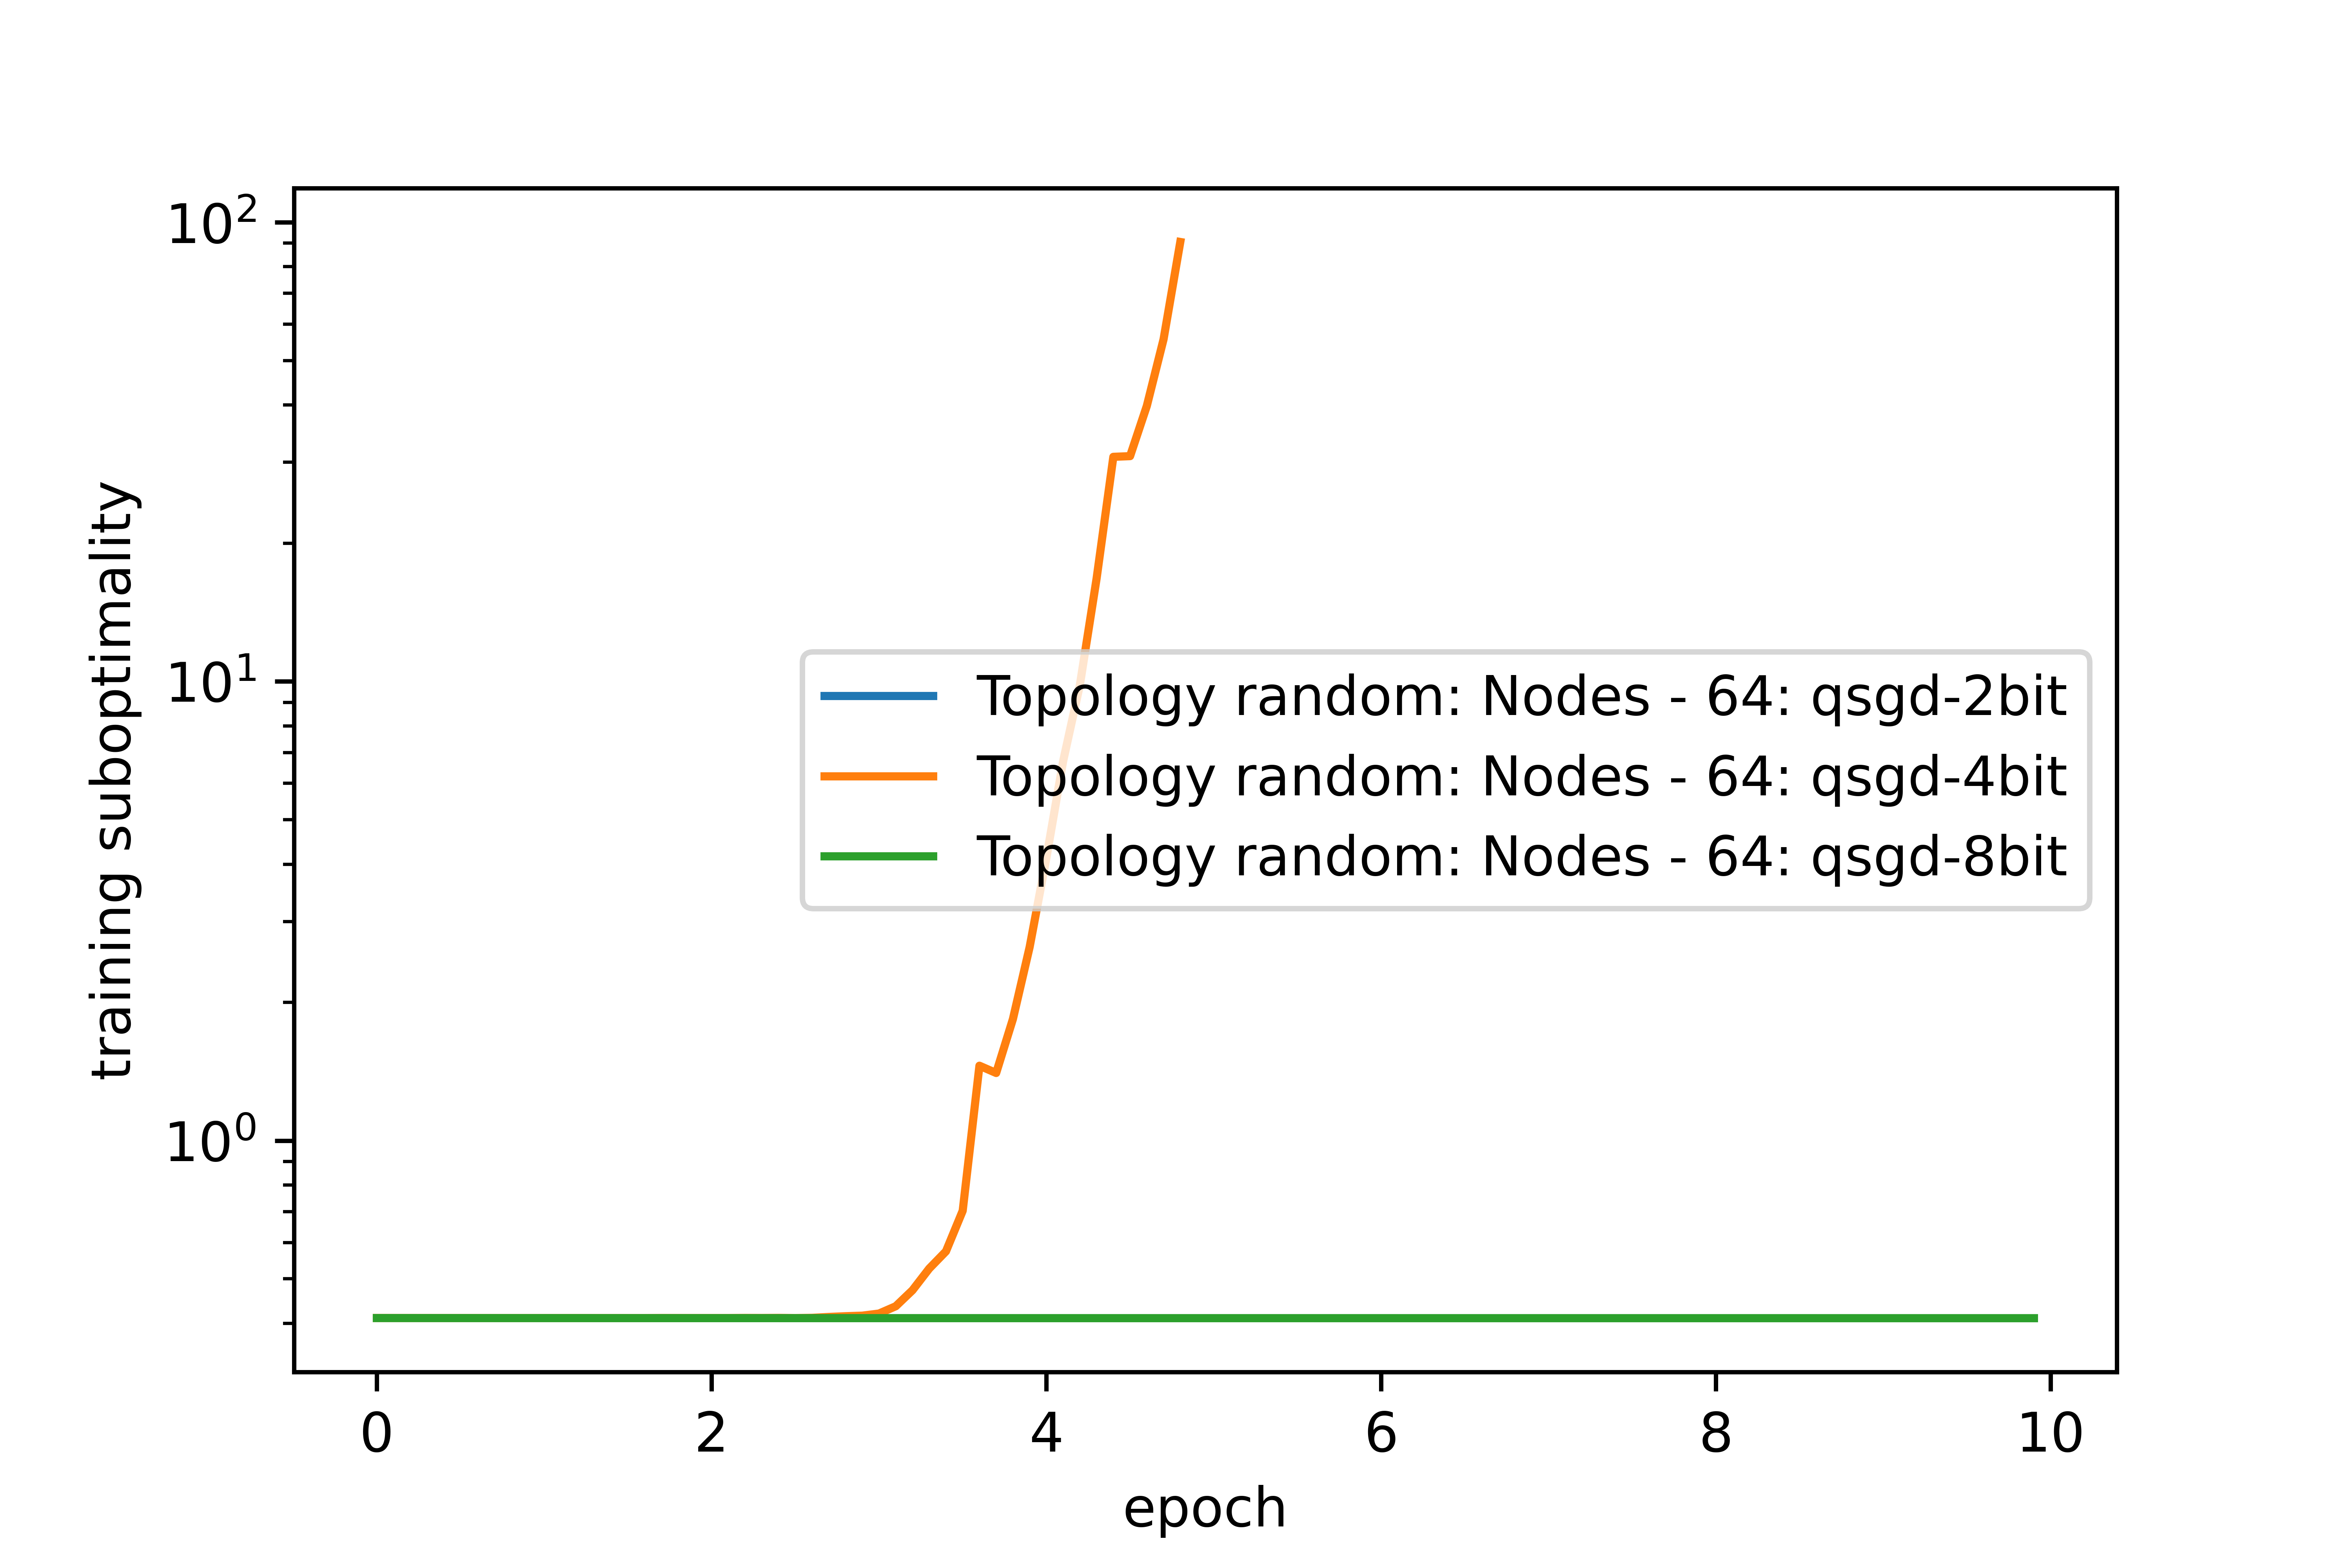 10²
10¹
10⁰
training suboptimality
Topology random: Nodes - 64: qsgd-2bit
Topology random: Nodes - 64: qsgd-4bit
Topology random: Nodes - 64: qsgd-8bit
0 2 4 6 8 10
epoch